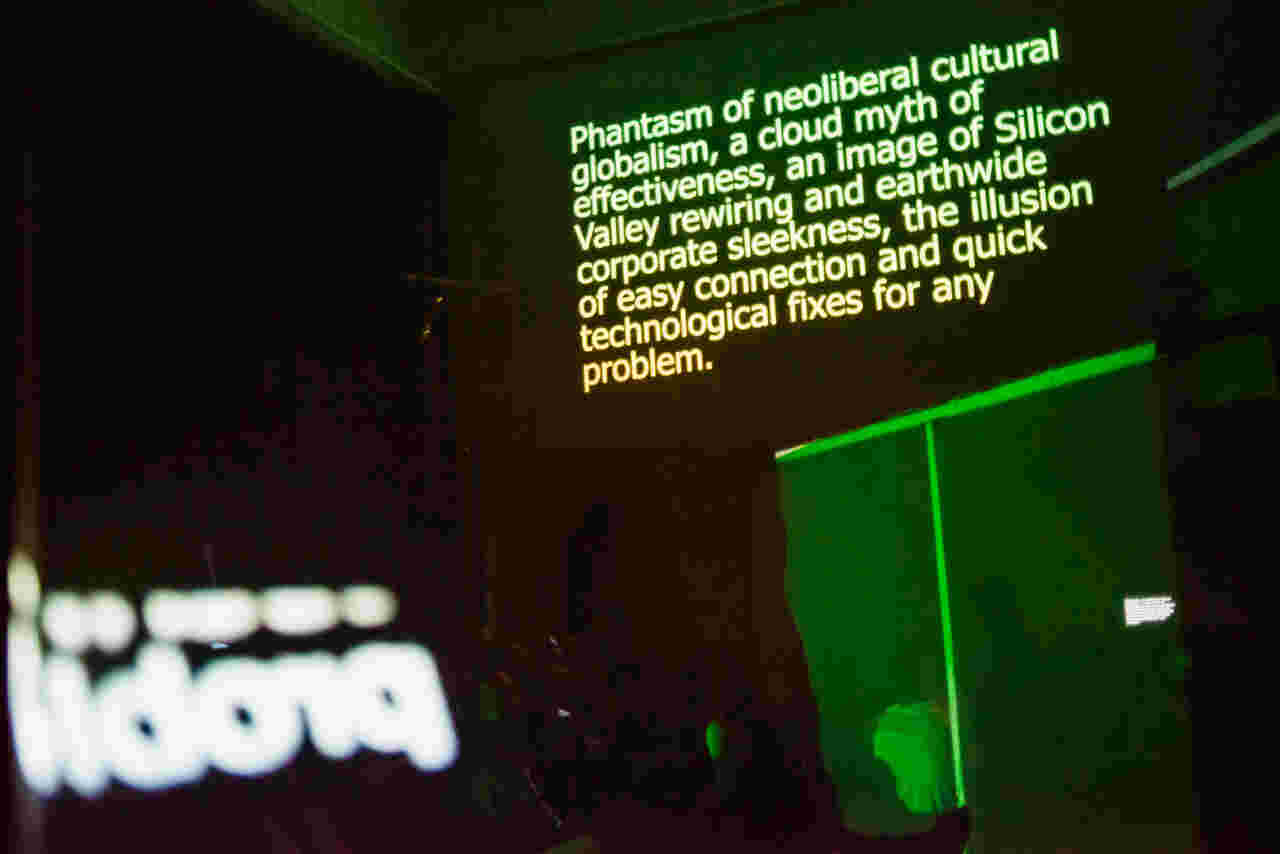 Phantasm of neoliberal cultural
globalism, a cloud myth of
effectiveness, an image of Silicon
Valley rewiring and earthwide
corporate sleekness, the illusion
of easy connection and quick
technological fixes for any
problem.